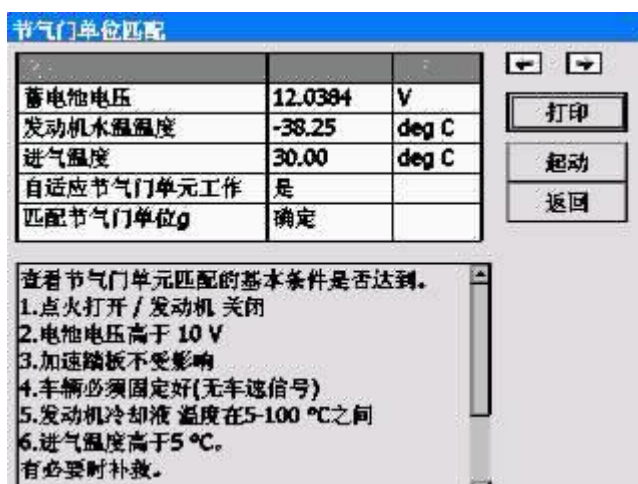 节气门单位匹配
蓄电池电压 12.0384 V
发动机水温温度 -38.25 deg C
进气温度 30.00 deg C
自适应节气门单元工作 是
匹配节气门单位g 确定
打印
起动
返回
查看节气门单元匹配的基本条件是否达到。
1.点火打开 / 发动机 关闭
2.电池电压高于 10 V
3.加速踏板不受影响
4.车辆必须固定好(无车速信号)
5.发动机冷却液 温度在5-100 ºC之间
6.进气温度高于5 ºC。
有必要时补救。